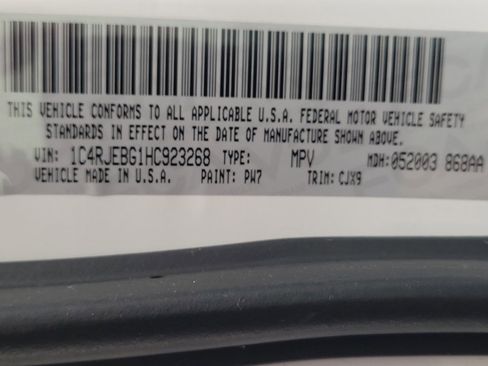 THIS VEHICLE CONFORMS TO ALL APPLICABLE U.S.A. FEDERAL MOTOR VEHICLE SAFETY
STANDARDS IN EFFECT ON THE DATE OF MANUFACTURE SHOWN ABOVE.
VIN: 1C4RJEBG1HC923268 TYPE: MPV MDH: 052003 868AA
VEHICLE MADE IN U.S.A. PAINT: PW7 TRIM: CJX9